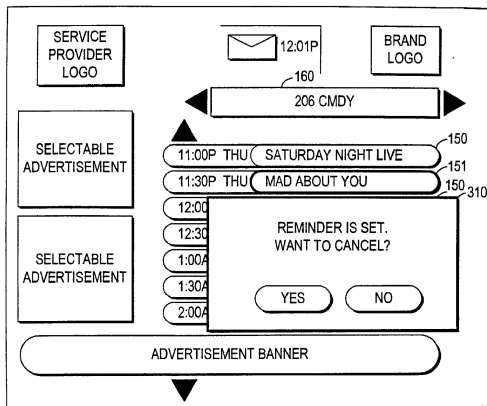 SERVICE
PROVIDER
LOGO
12:01P
BRAND
LOGO
160
206 CMDY
SELECTABLE
ADVERTISEMENT
11:00P THU SATURDAY NIGHT LIVE
150
11:30P THU MAD ABOUT YOU
151
12:00
150
310
12:30
1:00A
1:30A
2:00A
REMINDER IS SET.
WANT TO CANCEL?
YES NO
SELECTABLE
ADVERTISEMENT
ADVERTISEMENT BANNER